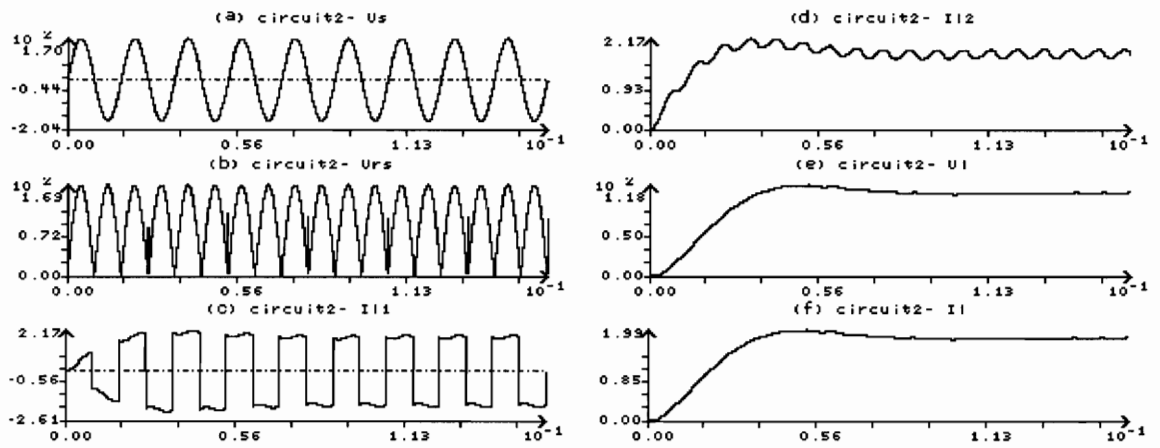 (a) circuit2- Us
10 2
1.70
-0.44
-2.04
0.00 0.56 1.13 10-1
(b) circuit2- Urs
10 2
1.69
0.72
0.00
0.00 0.56 1.13 10-1
(c) circuit2- Il1
2.17
-0.56
-2.61
0.00 0.56 1.13 10-1
(d) circuit2- Il2
2.17
0.93
0.00
0.00 0.56 1.13 10-1
(e) circuit2- Ul
10 2
1.18
0.50
0.00
0.00 0.56 1.13 10-1
(f) circuit2- Il
1.99
0.85
0.00
0.00 0.56 1.13 10-1